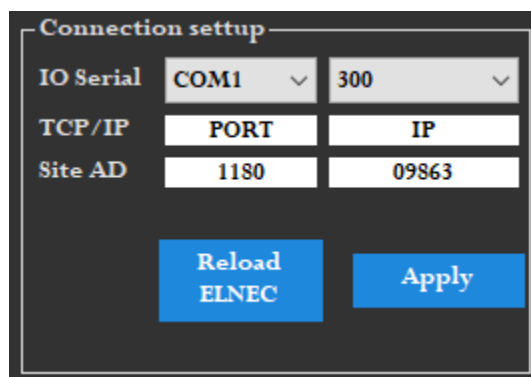 Connection settup
IO Serial COM1 300
TCP/IP PORT IP
Site AD 1180 09863
Reload
ELNEC
Apply